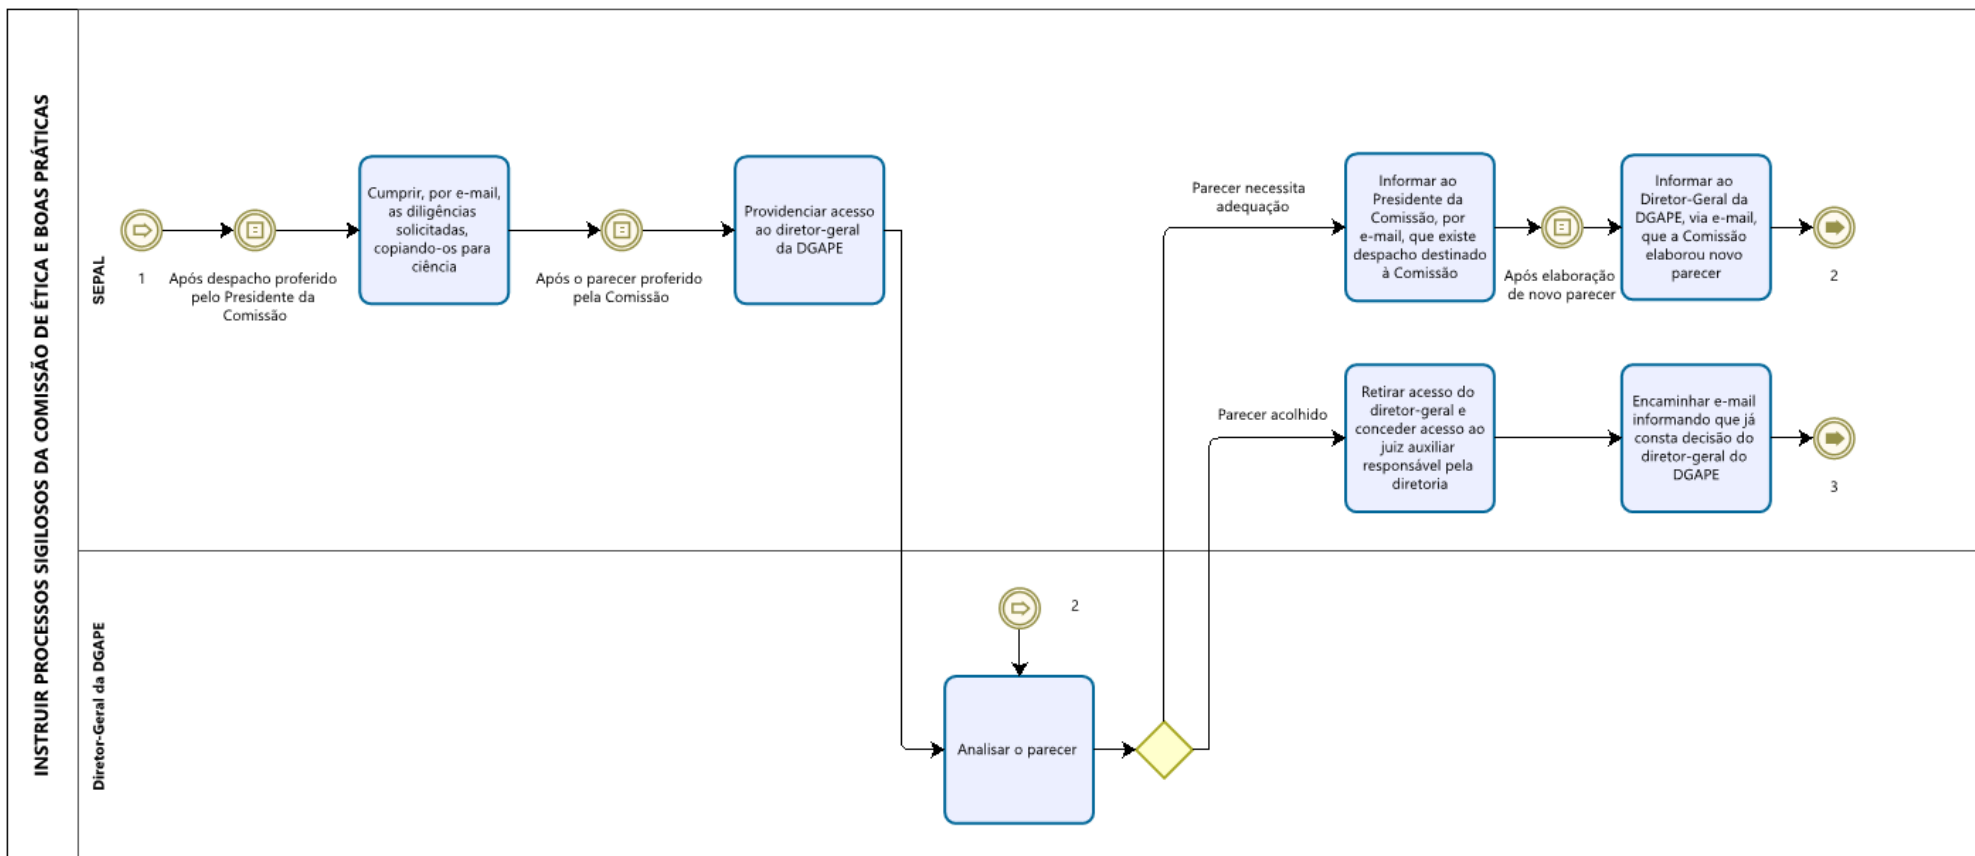 INSTRUIR PROCESSOS SIGILOSOS DA COMISSÃO DE ÉTICA E BOAS PRÁTICAS
SEPAL
1
Após despacho proferido
pelo Presidente da
Comissão
Cumprir, por e-mail,
as diligências
solicitadas,
copiando-os para
ciência
Após o parecer proferido
pela Comissão
Providenciar acesso
ao diretor-geral
da DGAPE
Parecer necessita
adequação
Informar ao
Presidente da
Comissão, por
e-mail, que existe
despacho destinado
à Comissão
Após elaboração
de novo parecer
Informar ao
Diretor-Geral da
DGAPE, via e-mail,
que a Comissão
elaborou novo
parecer
2
Parecer acolhido
Retirar acesso do
diretor-geral e
conceder acesso ao
juiz auxiliar
responsável pela
diretoria
Encaminhar e-mail
informando que já
consta decisão do
diretor-geral do
DGAPE
3
Diretor-Geral da DGAPE
2
Analisar o parecer